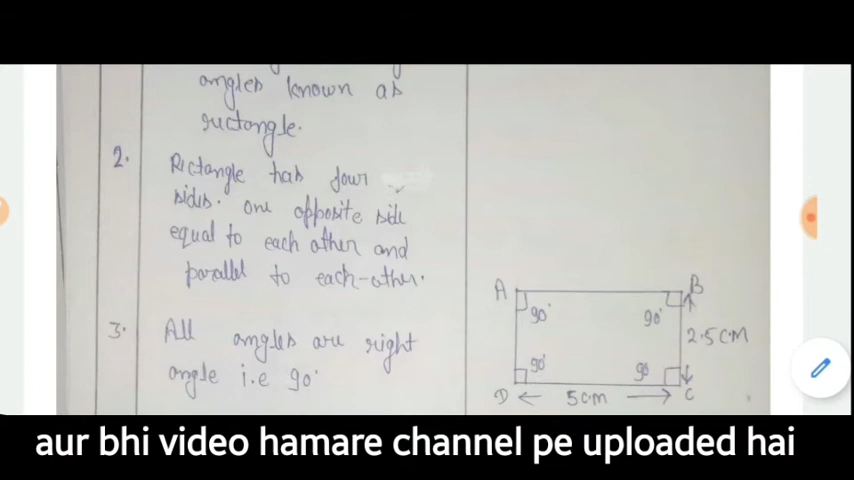 angles known as
rectangle.
2.
Rectangle has four
sides. one opposite side
equal to each other and
parallel to each-other.
3.
All angles are right
angle i.e 90°
A
B
90°
90°
2.5 CM
90°
90
D
5cm
C
aur bhi video hamare channel pe uploaded hai